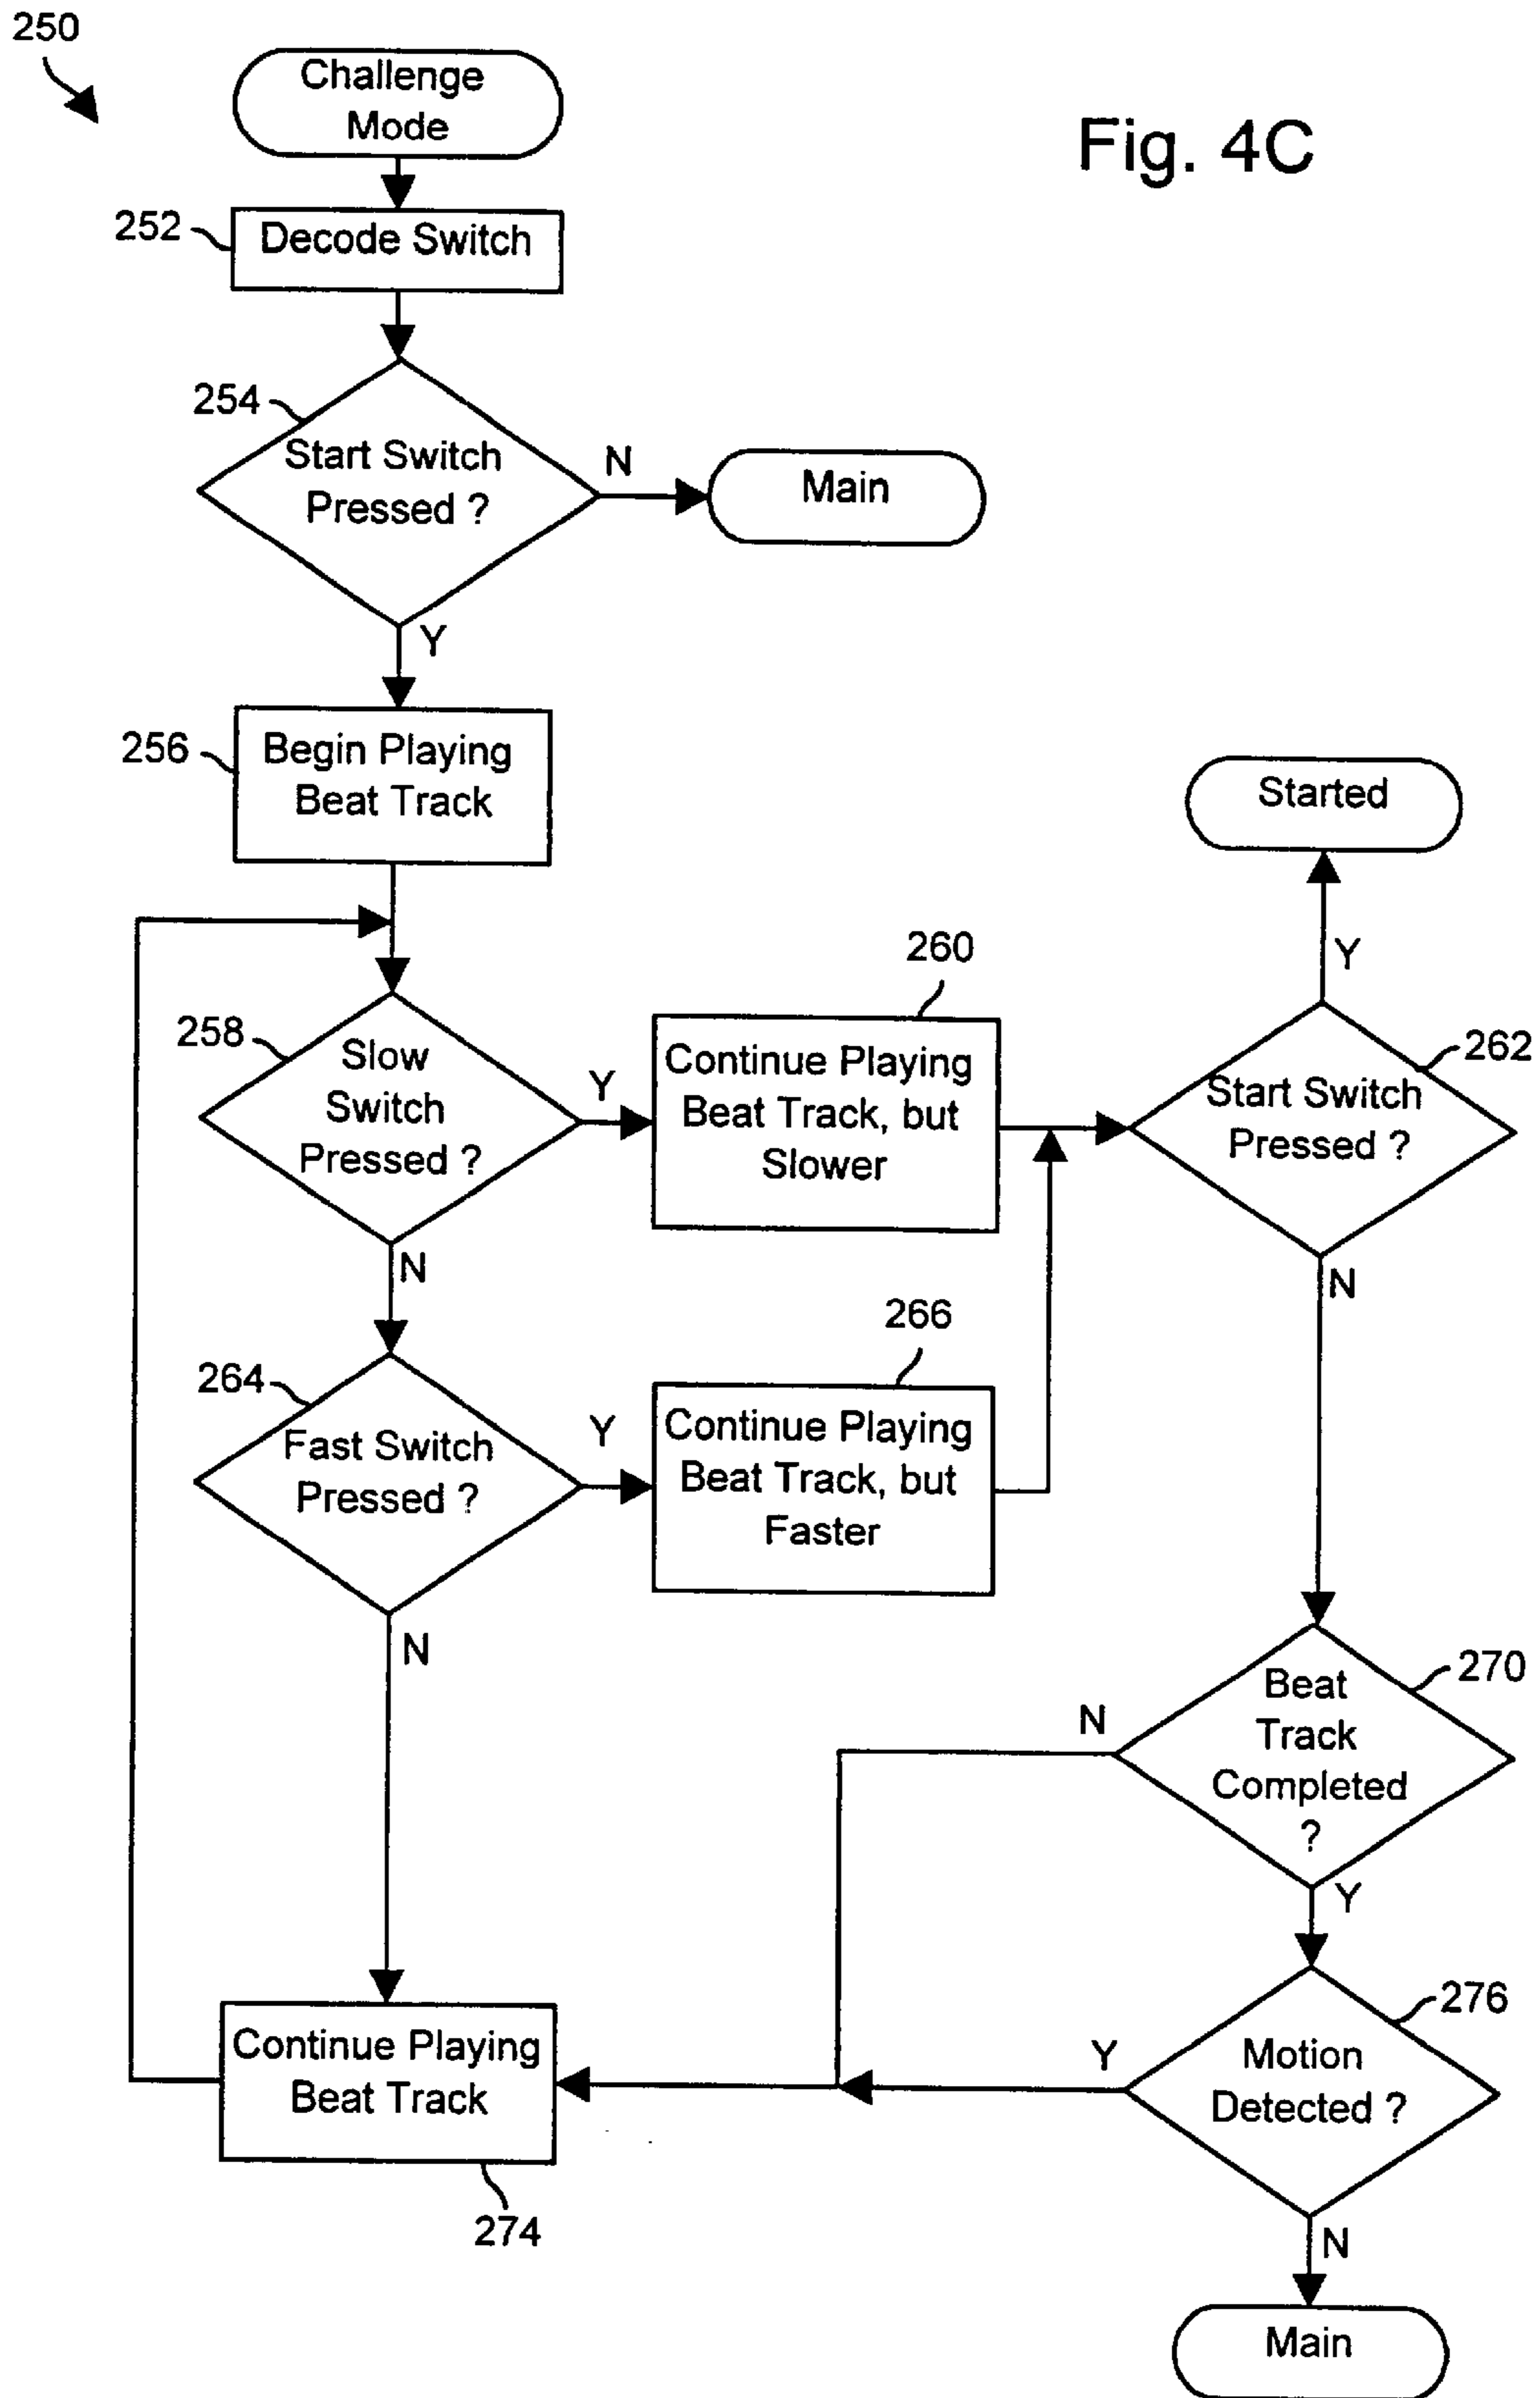 250
Challenge
Mode
Fig. 4C
252
Decode Switch
254
Start Switch
Pressed ?
N
Main
Y
256
Begin Playing
Beat Track
Started
Y
258
Slow
Switch
Pressed ?
Y
260
Continue Playing
Beat Track, but
Slower
262
Start Switch
Pressed ?
N
N
264
Fast Switch
Pressed ?
Y
266
Continue Playing
Beat Track, but
Faster
N
270
Beat
Track
Completed
?
N
Y
276
Motion
Detected ?
Y
Continue Playing
Beat Track
274
N
Main